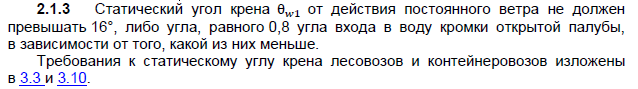 2.1.3 Статический угол крена θw1 от действия постоянного ветра не должен
превышать 16°, либо угла, равного 0,8 угла входа в воду кромки открытой палубы,
в зависимости от того, какой из них меньше.
Требования к статическому углу крена лесовозов и контейнеровозов изложены
в 3.3 и 3.10.